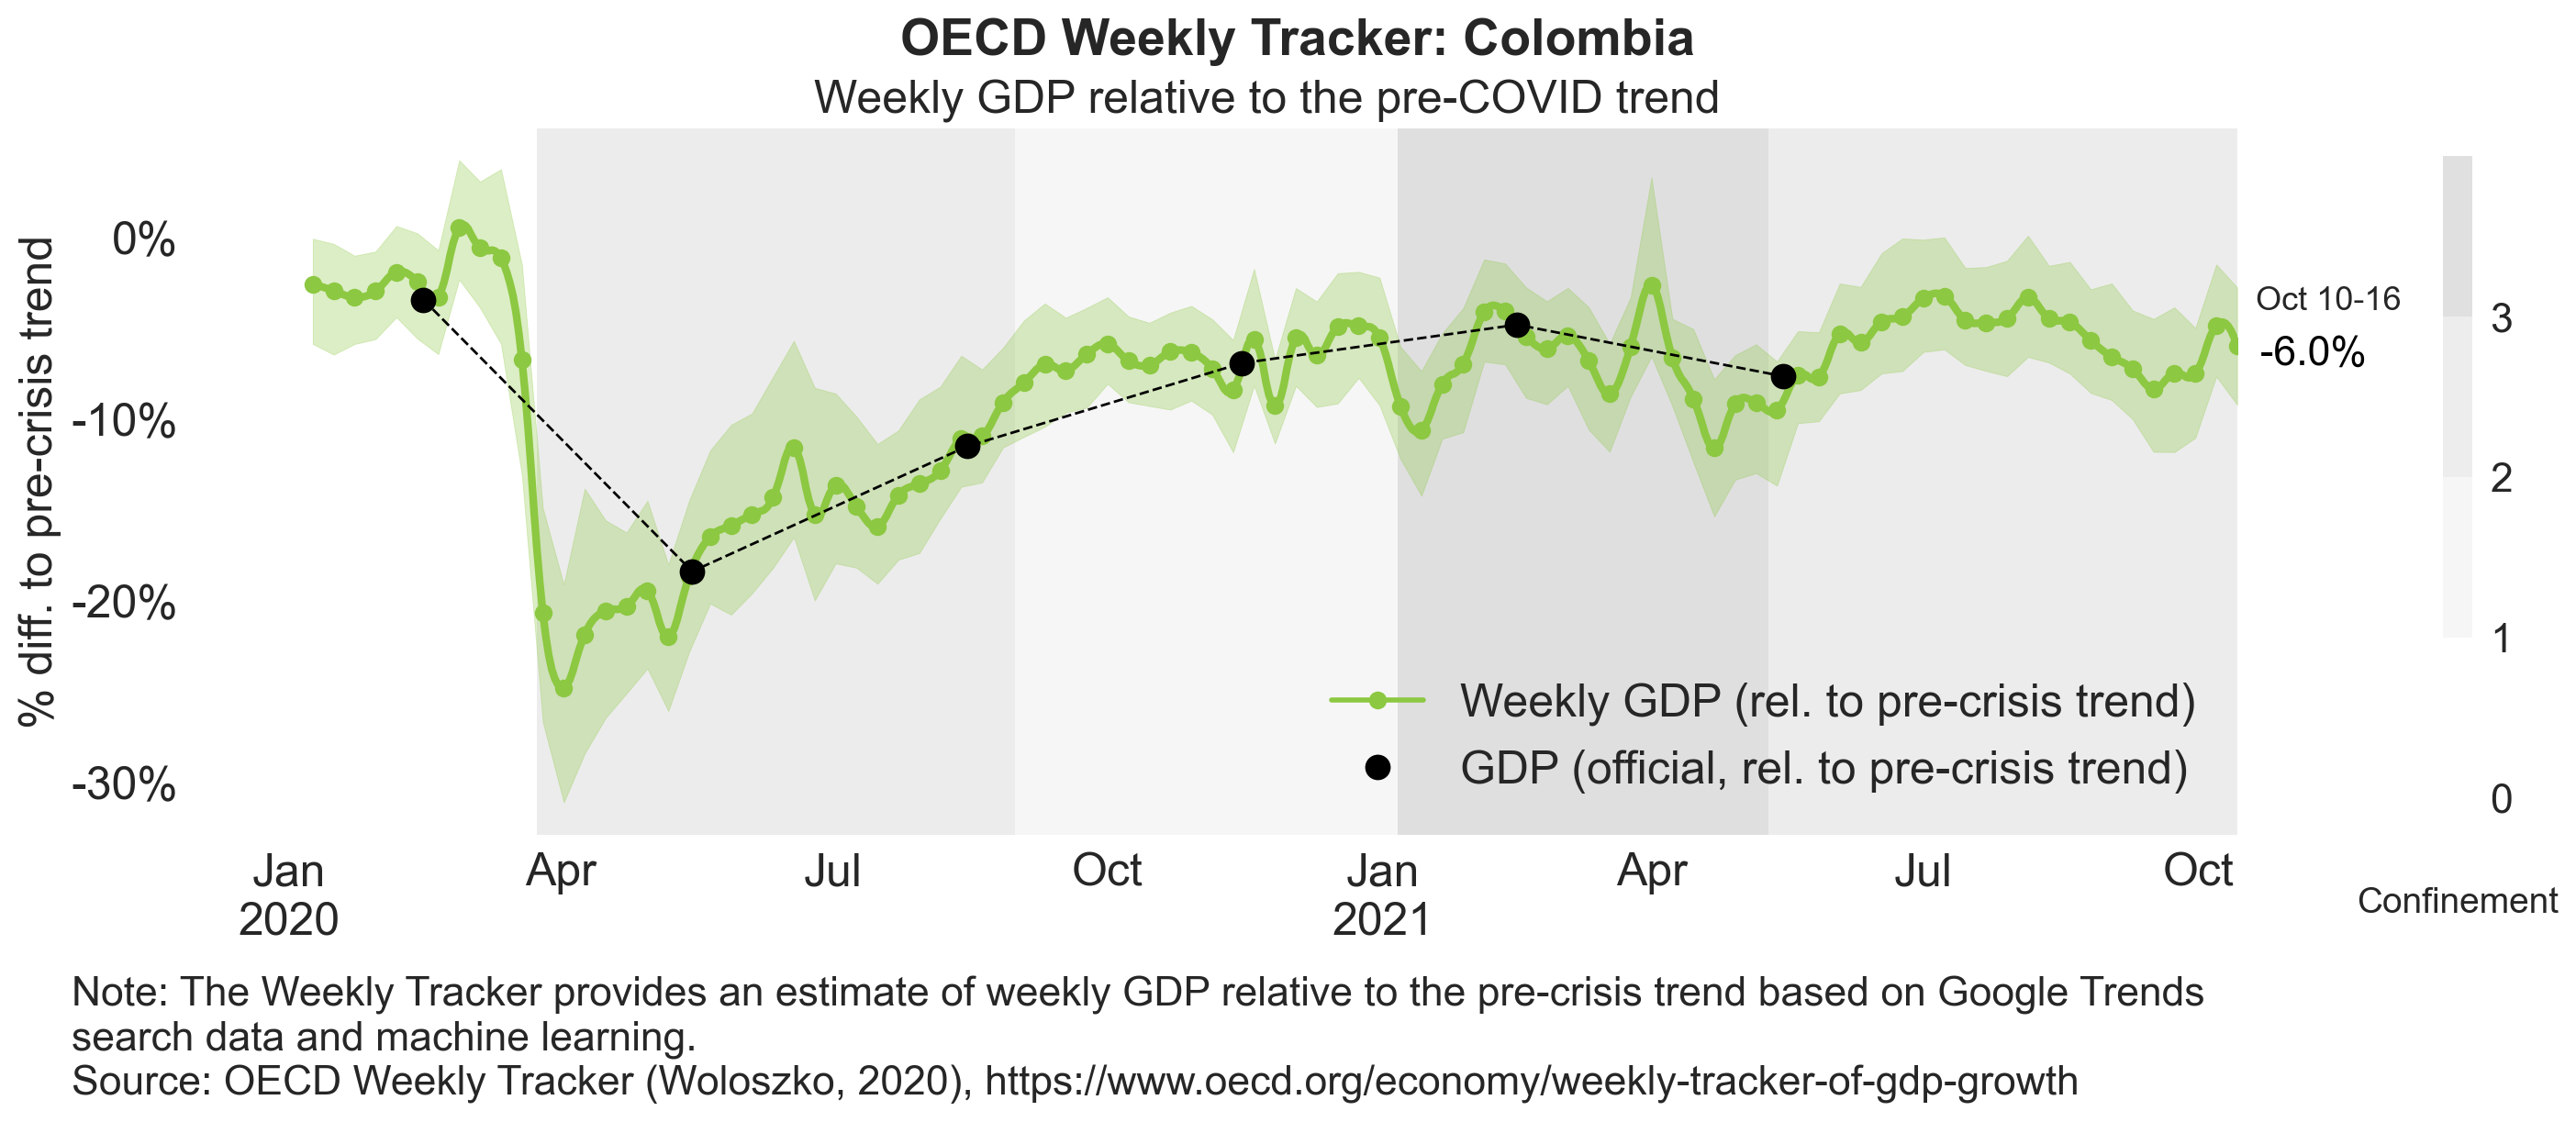 OECD Weekly Tracker: Colombia
Weekly GDP relative to the pre-COVID trend
% diff. to pre-crisis trend
0%
-10%
-20%
-30%
Oct 10-16
-6.0%
3
2
1
0
Weekly GDP (rel. to pre-crisis trend)
GDP (official, rel. to pre-crisis trend)
Jan Apr Jul Oct Jan Apr Jul Oct
2020 2021
Confinement
Note: The Weekly Tracker provides an estimate of weekly GDP relative to the pre-crisis trend based on Google Trends
search data and machine learning.
Source: OECD Weekly Tracker (Woloszko, 2020), https://www.oecd.org/economy/weekly-tracker-of-gdp-growth